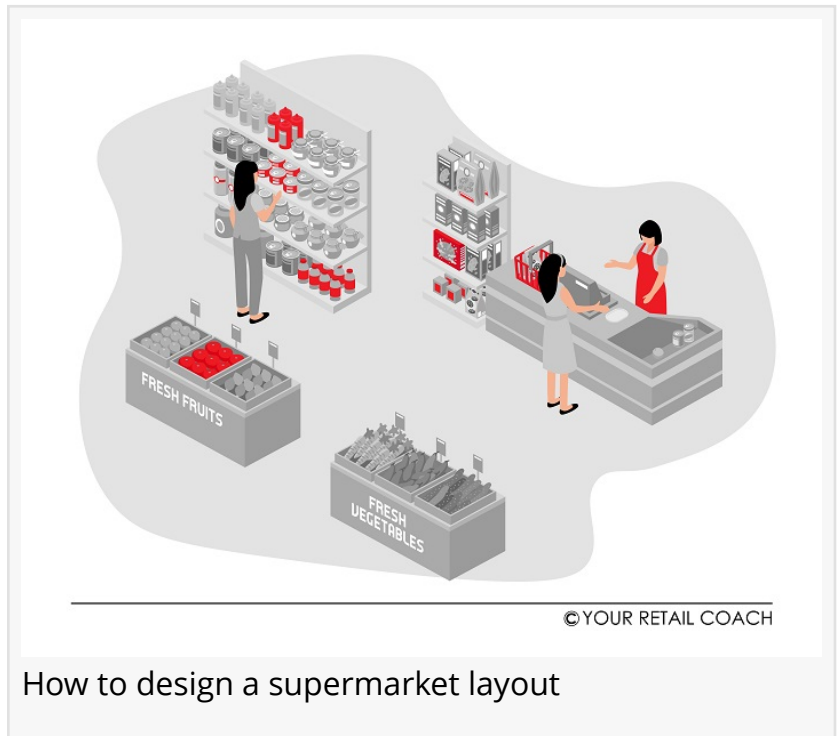 FRESH FRUITS
FRESH
VEGETABLES
© YOUR RETAIL COACH
How to design a supermarket layout